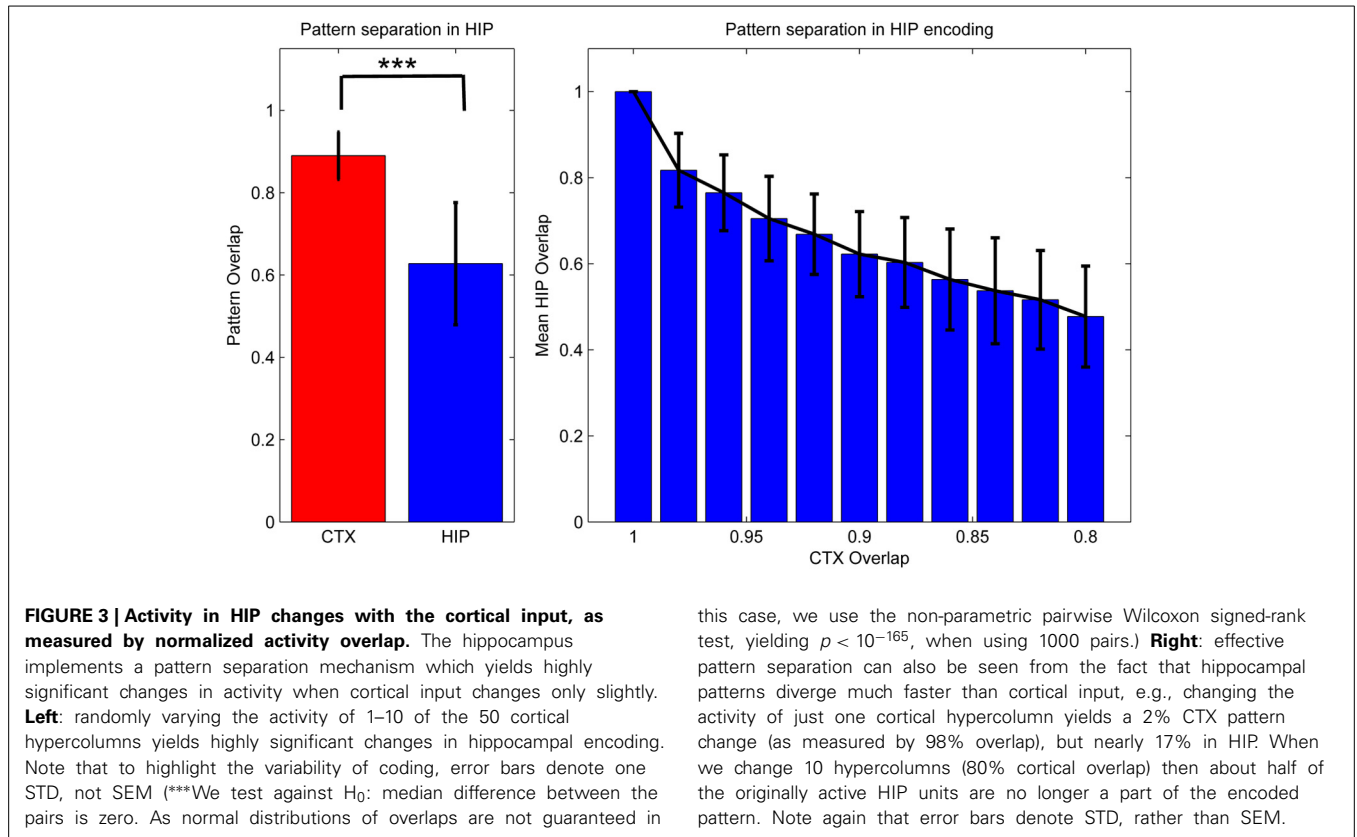 Pattern separation in HIP
***
Pattern Overlap
1
0.8
0.6
0.4
0.2
0
CTX
HIP
Pattern separation in HIP encoding
Mean HIP Overlap
1
0.8
0.6
0.4
0.2
0
1
0.95
0.9
0.85
0.8
CTX Overlap
FIGURE 3 | Activity in HIP changes with the cortical input, as
measured by normalized activity overlap. The hippocampus
implements a pattern separation mechanism which yields highly
significant changes in activity when cortical input changes only slightly.
Left: randomly varying the activity of 1–10 of the 50 cortical
hypercolumns yields highly significant changes in hippocampal encoding.
Note that to highlight the variability of coding, error bars denote one
STD, not SEM (***We test against H₀: median difference between the
pairs is zero. As normal distributions of overlaps are not guaranteed in
this case, we use the non-parametric pairwise Wilcoxon signed-rank
test, yielding p < 10⁻¹⁶⁵, when using 1000 pairs.) Right: effective
pattern separation can also be seen from the fact that hippocampal
patterns diverge much faster than cortical input, e.g., changing the
activity of just one cortical hypercolumn yields a 2% CTX pattern
change (as measured by 98% overlap), but nearly 17% in HIP. When
we change 10 hypercolumns (80% cortical overlap) then about half of
the originally active HIP units are no longer a part of the encoded
pattern. Note again that error bars denote STD, rather than SEM.